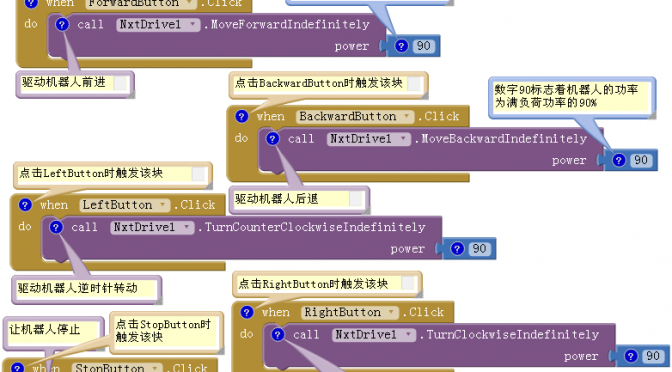 when ForwardButton .Click
do call NxtDrive1 .MoveForwardIndefinitely
power 90
驱动机器人前进
点击BackwardButton时触发该块
数字90标志着机器人的功率
为满负荷功率的90%
when BackwardButton .Click
do call NxtDrive1 .MoveBackwardIndefinitely
power 90
驱动机器人后退
点击LeftButton时触发该块
when LeftButton .Click
do call NxtDrive1 .TurnCounterClockwiseIndefinitely
power 90
驱动机器人逆时针转动
点击RightButton时触发该块
when RightButton .Click
do call NxtDrive1 .TurnClockwiseIndefinitely
power 90
让机器人停止
点击StopButton时
触发该快
when StopButton .Click